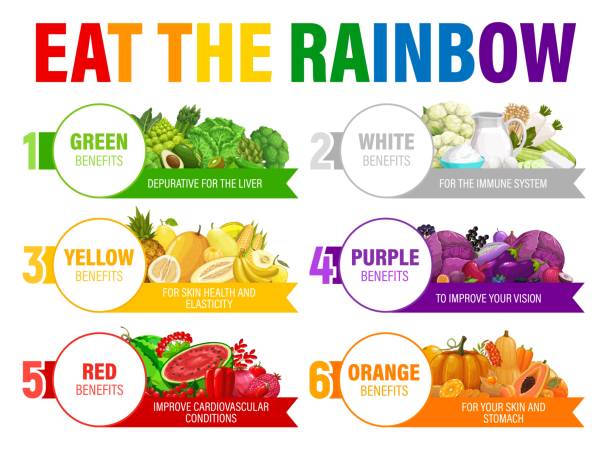 EAT THE RAINBOW
1
GREEN
BENEFITS
DEPURATIVE FOR THE LIVER
2
WHITE
BENEFITS
FOR THE IMMUNE SYSTEM
3
YELLOW
BENEFITS
FOR SKIN HEALTH AND
ELASTICITY
4
PURPLE
BENEFITS
TO IMPROVE YOUR VISION
5
RED
BENEFITS
IMPROVE CARDIOVASCULAR
CONDITIONS
6
ORANGE
BENEFITS
FOR YOUR SKIN AND
STOMACH